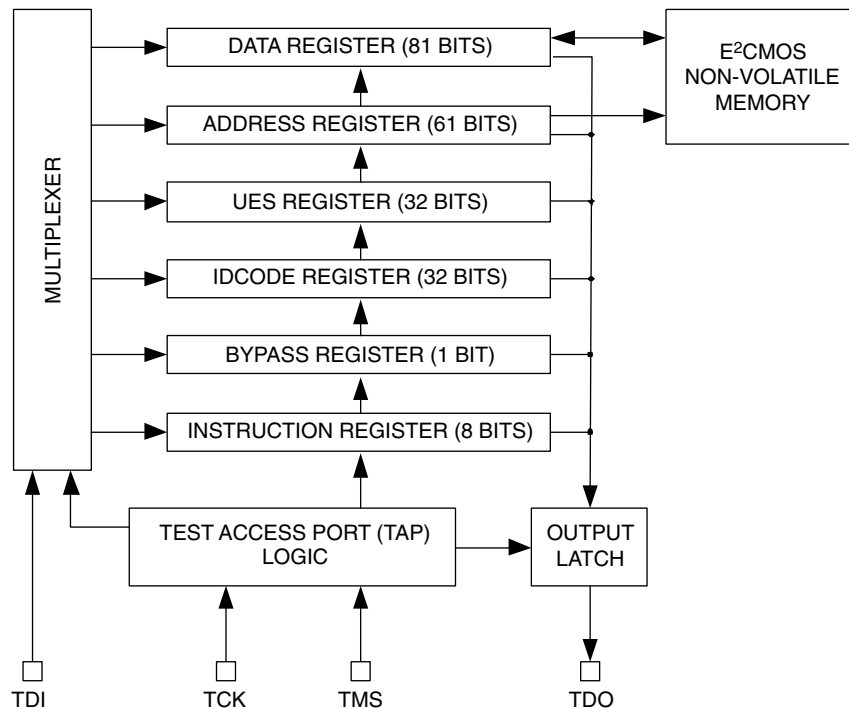 DATA REGISTER (81 BITS)
E²CMOS
NON-VOLATILE
MEMORY
ADDRESS REGISTER (61 BITS)
UES REGISTER (32 BITS)
MULTIPLEXER
IDCODE REGISTER (32 BITS)
BYPASS REGISTER (1 BIT)
INSTRUCTION REGISTER (8 BITS)
TEST ACCESS PORT (TAP)
LOGIC
OUTPUT
LATCH
TDI
TCK
TMS
TDO